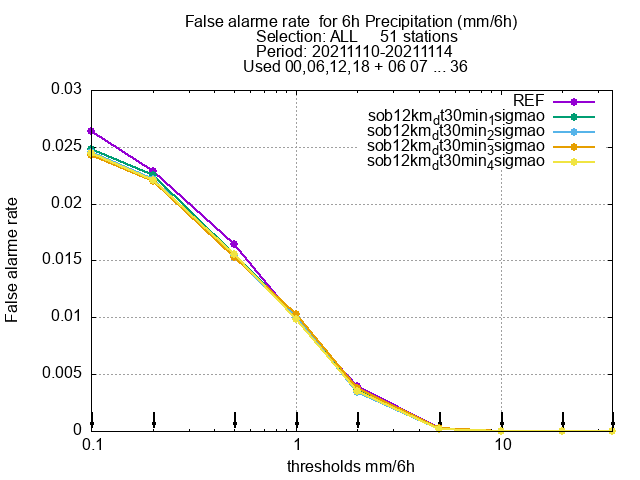 False alarme rate for 6h Precipitation (mm/6h)
Selection: ALL 51 stations
Period: 20211110-20211114
Used 00,06,12,18 + 06 07 ... 36
0.03
REF
sob12km_dt30min_1sigmao
0.025
sob12km_dt30min_2sigmao
sob12km_dt30min_3sigmao
sob12km_dt30min_4sigmao
0.02
False alarme rate
0.015
0.01
0.005
0
0.1 1 10
thresholds mm/6h